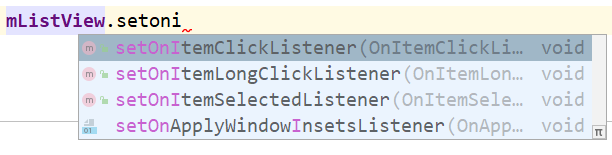 mListView.setoni
setOnItemClickListener(OnItemClickLi… void
setOnItemLongClickListener(OnItemLon… void
setOnItemSelectedListener(OnItemSele… void
setOnApplyWindowInsetsListener(OnApp… void